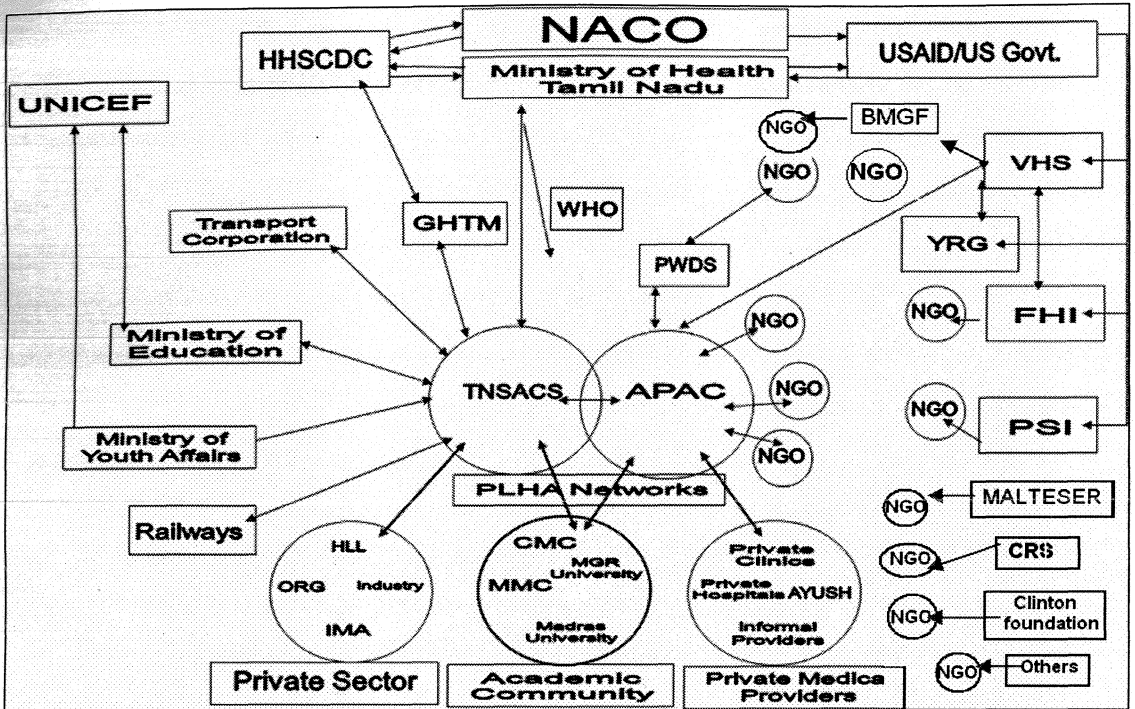 NACO
HHSCDC
USAID/US Govt.
Ministry of Health
Tamil Nadu
UNICEF
NGO
BMGF
NGO
NGO
VHS
Transport
Corporation
GHTM
WHO
YRG
PWDS
NGO
FHI
NGO
Ministry of
Education
TNSACS
APAC
NGO
NGO
PSI
Ministry of
Youth Affairs
NGO
PLHA Networks
NGO
MALTESER
Railways
HLL
ORG
Industry
IMA
CMC
MGR
University
MMC
Madras
University
Private
Clinics
Private
Hospitals
AYUSH
Informal
Providers
NGO
CRS
NGO
Clinton
foundation
NGO
Others
Private Sector
Academic
Community
Private Medica
Providers